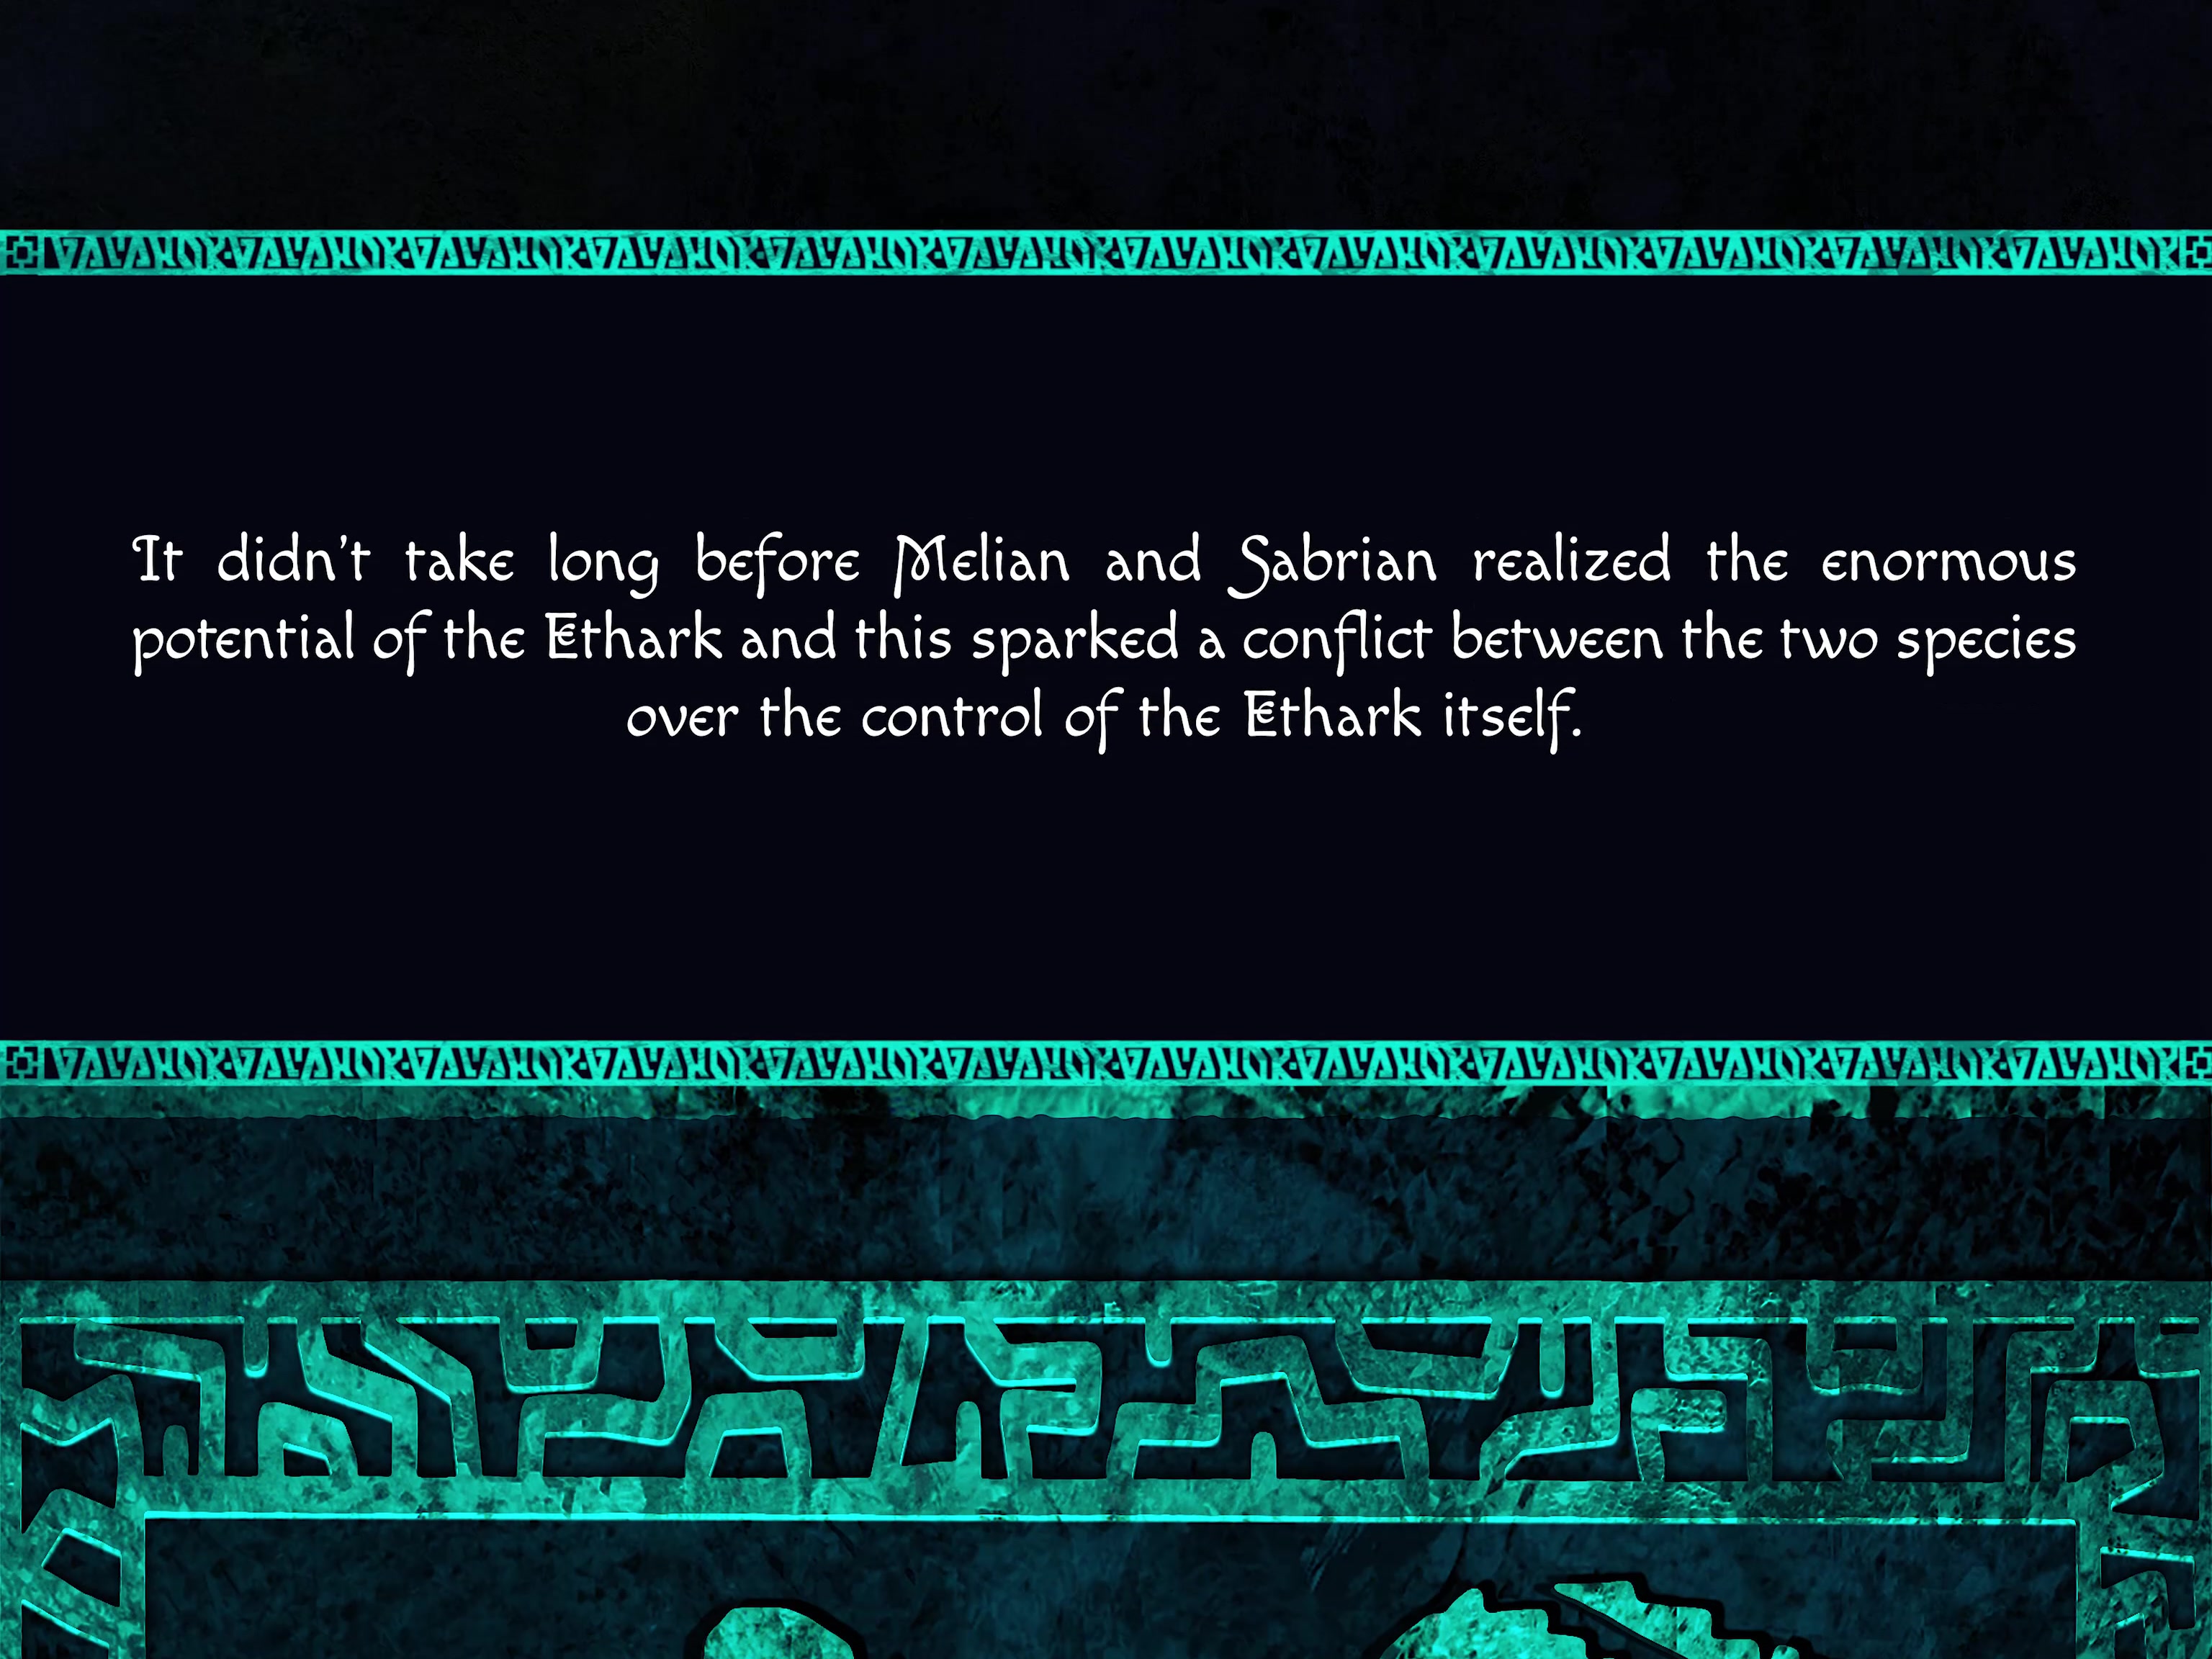 It didn't take long before Melian and Sabrian realized the enormous
potential of the Ethark and this sparked a conflict between the two species
over the control of the Ethark itself.